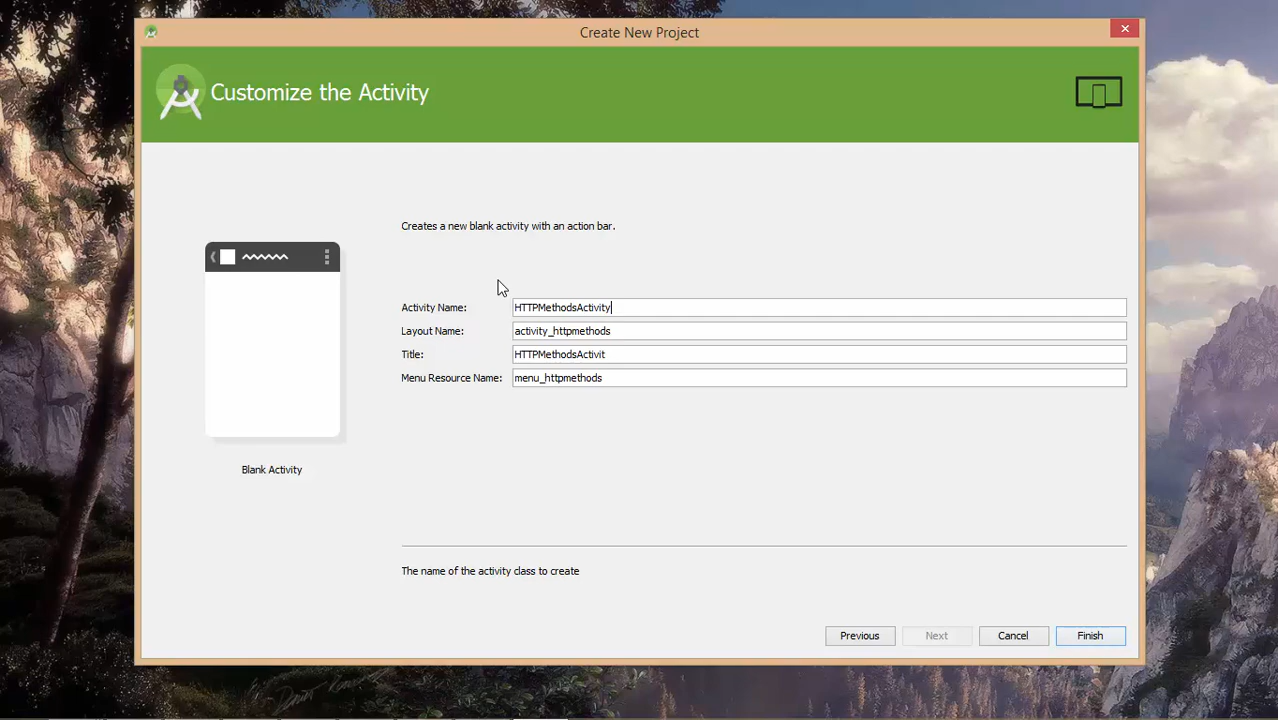 Create New Project
Customize the Activity
Creates a new blank activity with an action bar.
Activity Name: HTTPMethodsActivity
Layout Name: activity_httpmethods
Title: HTTPMethodsActivit
Menu Resource Name: menu_httpmethods
Blank Activity
The name of the activity class to create
Previous Next Cancel Finish